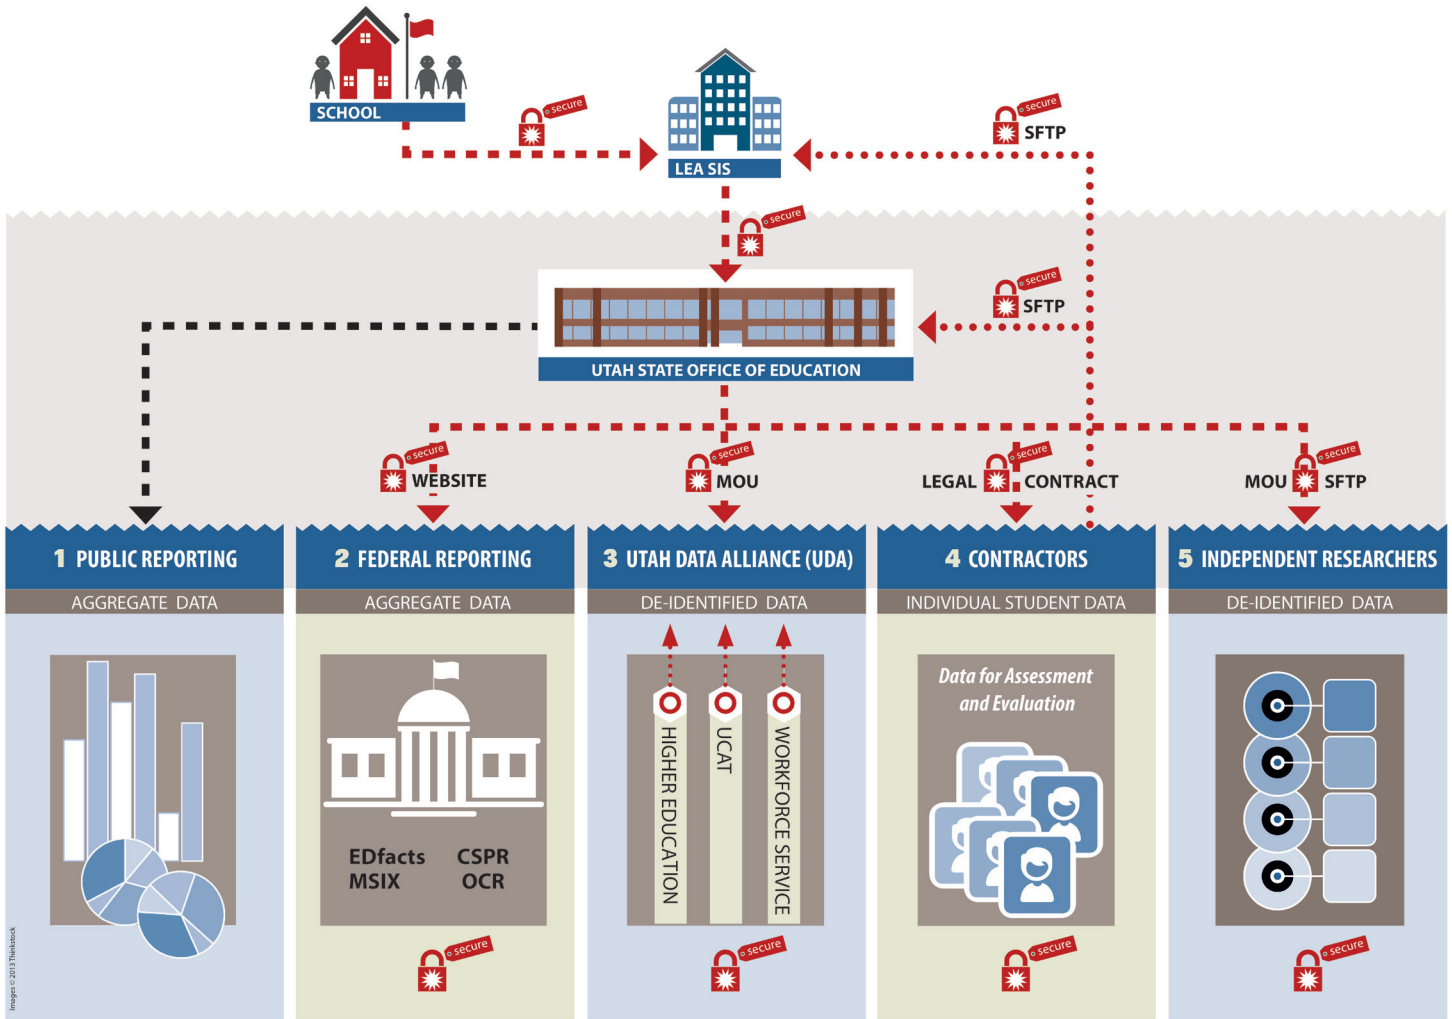 SCHOOL
secure
LEA SIS
secure
SFTP
secure
secure
SFTP
UTAH STATE OFFICE OF EDUCATION
secure
WEBSITE
secure
MOU
secure
LEGAL CONTRACT
secure
MOU SFTP
1 PUBLIC REPORTING
AGGREGATE DATA
2 FEDERAL REPORTING
AGGREGATE DATA
EDfacts CSPR
MSIX OCR
secure
3 UTAH DATA ALLIANCE (UDA)
DE-IDENTIFIED DATA
HIGHER EDUCATION
UCAT
WORKFORCE SERVICE
secure
4 CONTRACTORS
INDIVIDUAL STUDENT DATA
Data for Assessment
and Evaluation
secure
5 INDEPENDENT RESEARCHERS
DE-IDENTIFIED DATA
secure
Images © 2013 Thinkstock